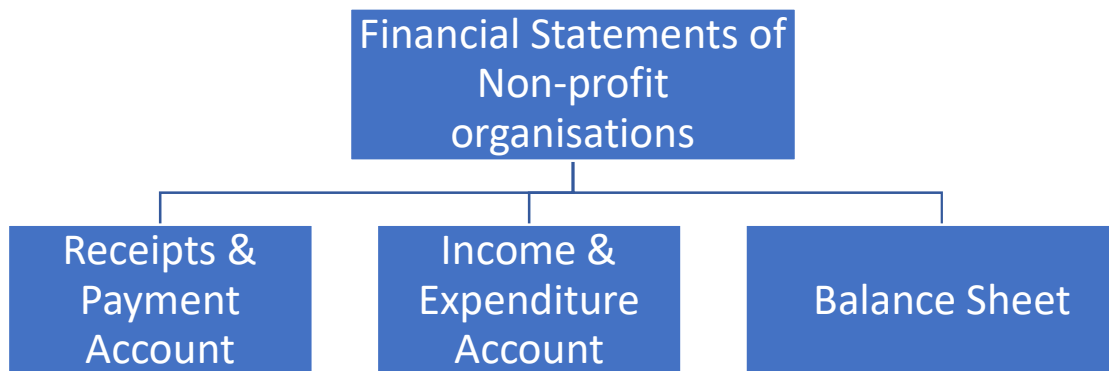 Financial Statements of
Non-profit
organisations
Receipts &
Payment
Account
Income &
Expenditure
Account
Balance Sheet